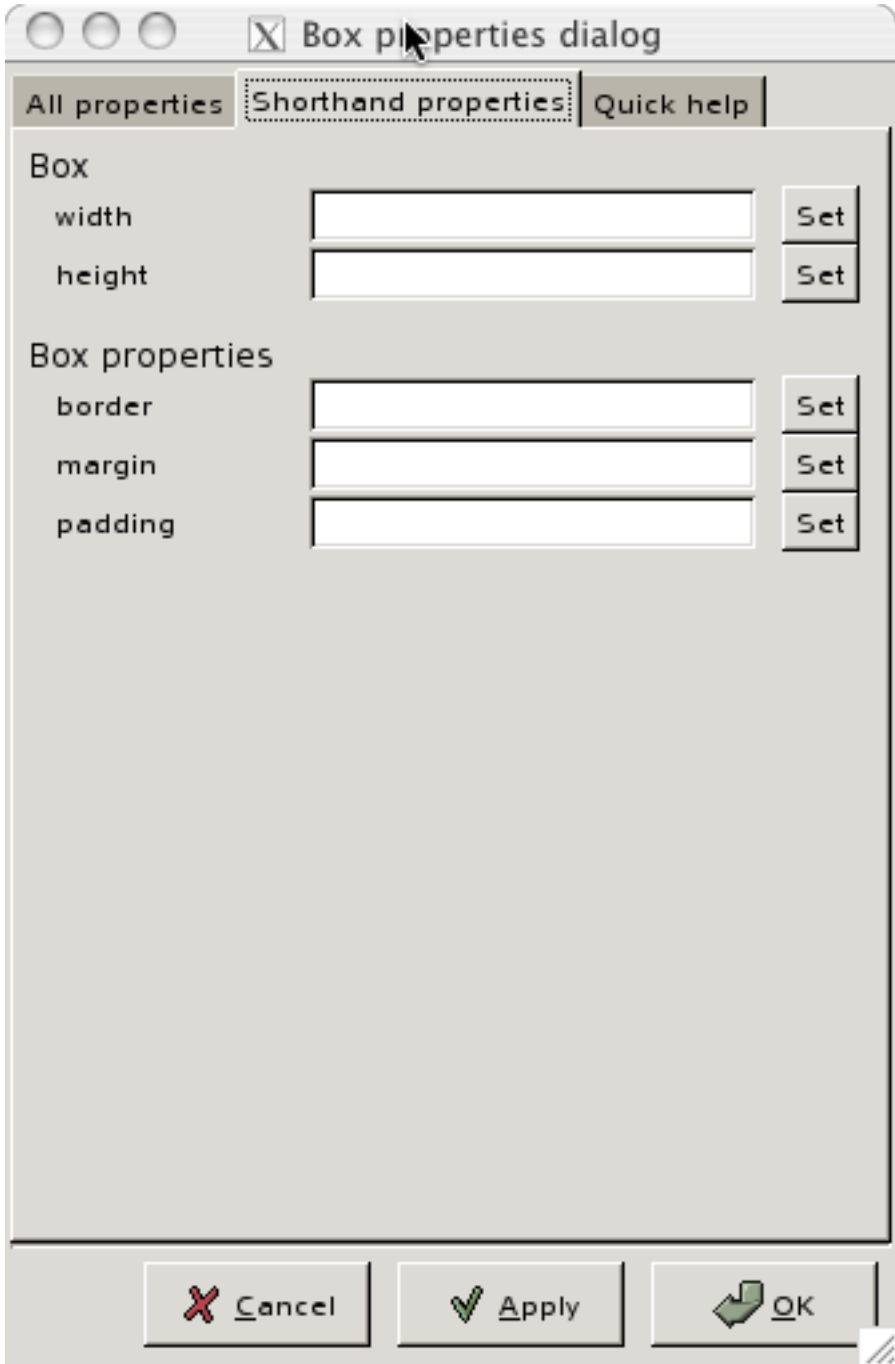 Box properties dialog
All properties Shorthand properties Quick help
Box
width Set
height Set
Box properties
border Set
margin Set
padding Set
Cancel Apply OK